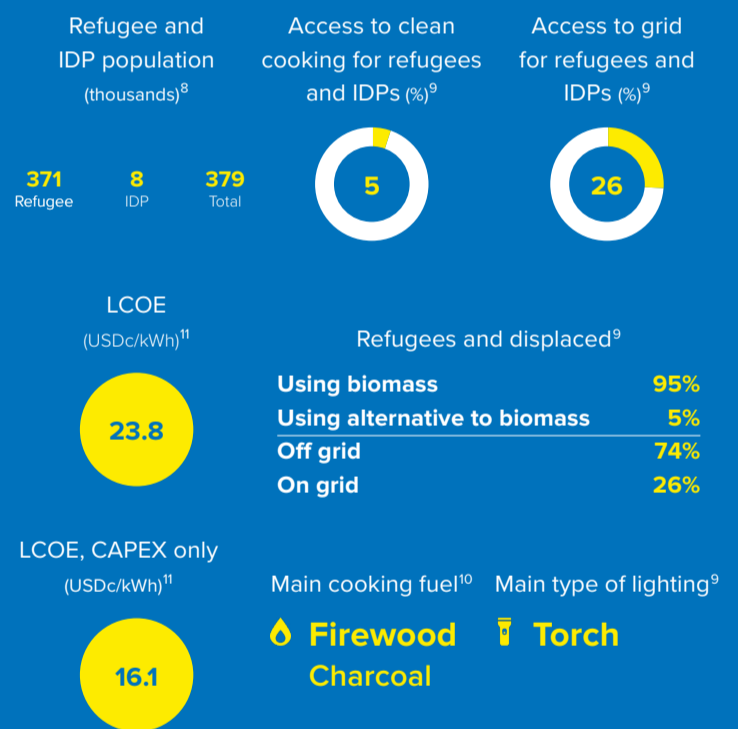 Refugee and
IDP population
(thousands)8
371 8 379
Refugee IDP Total
Access to clean
cooking for refugees
and IDPs (%)9
5
Access to grid
for refugees and
IDPs (%)9
26
LCOE
(USDc/kWh)11
23.8
Refugees and displaced9
Using biomass 95%
Using alternative to biomass 5%
Off grid 74%
On grid 26%
LCOE, CAPEX only
(USDc/kWh)11
16.1
Main cooking fuel10
Firewood
Charcoal
Main type of lighting9
Torch